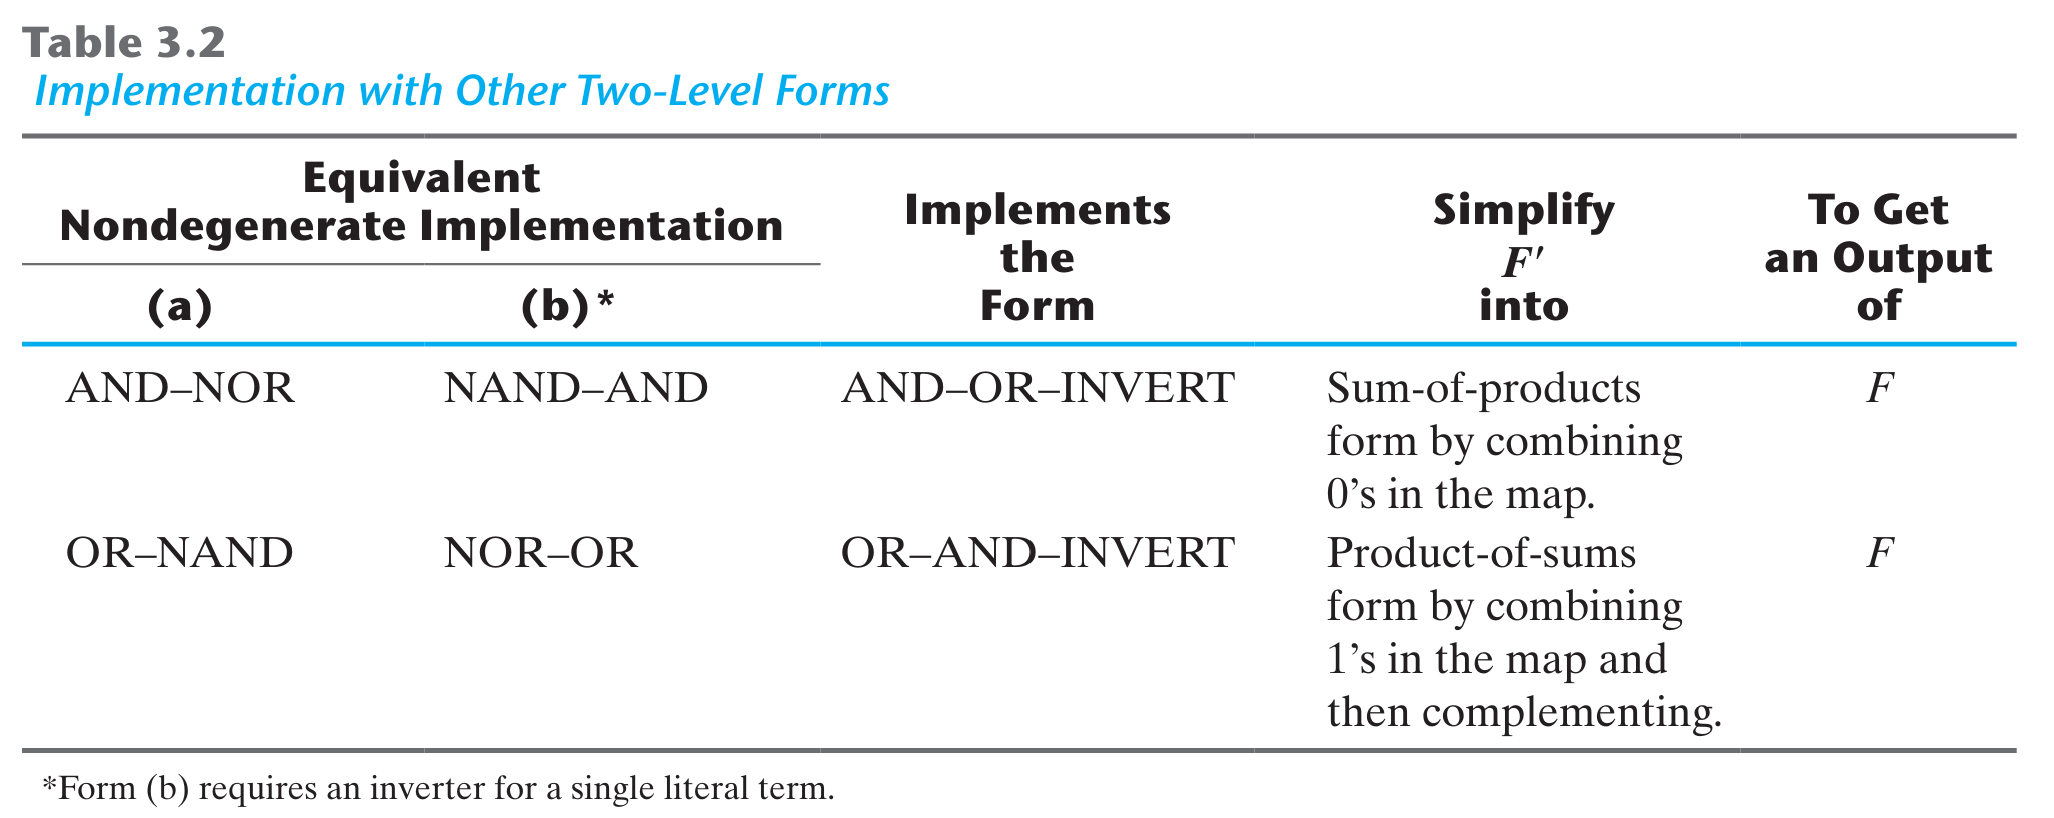 Table 3.2
Implementation with Other Two-Level Forms
Equivalent
Nondegenerate Implementation
(a) (b)*
Implements
the
Form
Simplify
F′
into
To Get
an Output
of
AND–NOR NAND–AND AND–OR–INVERT Sum-of-products F
form by combining
0’s in the map.
OR–NAND NOR–OR OR–AND–INVERT Product-of-sums F
form by combining
1’s in the map and
then complementing.
*Form (b) requires an inverter for a single literal term.